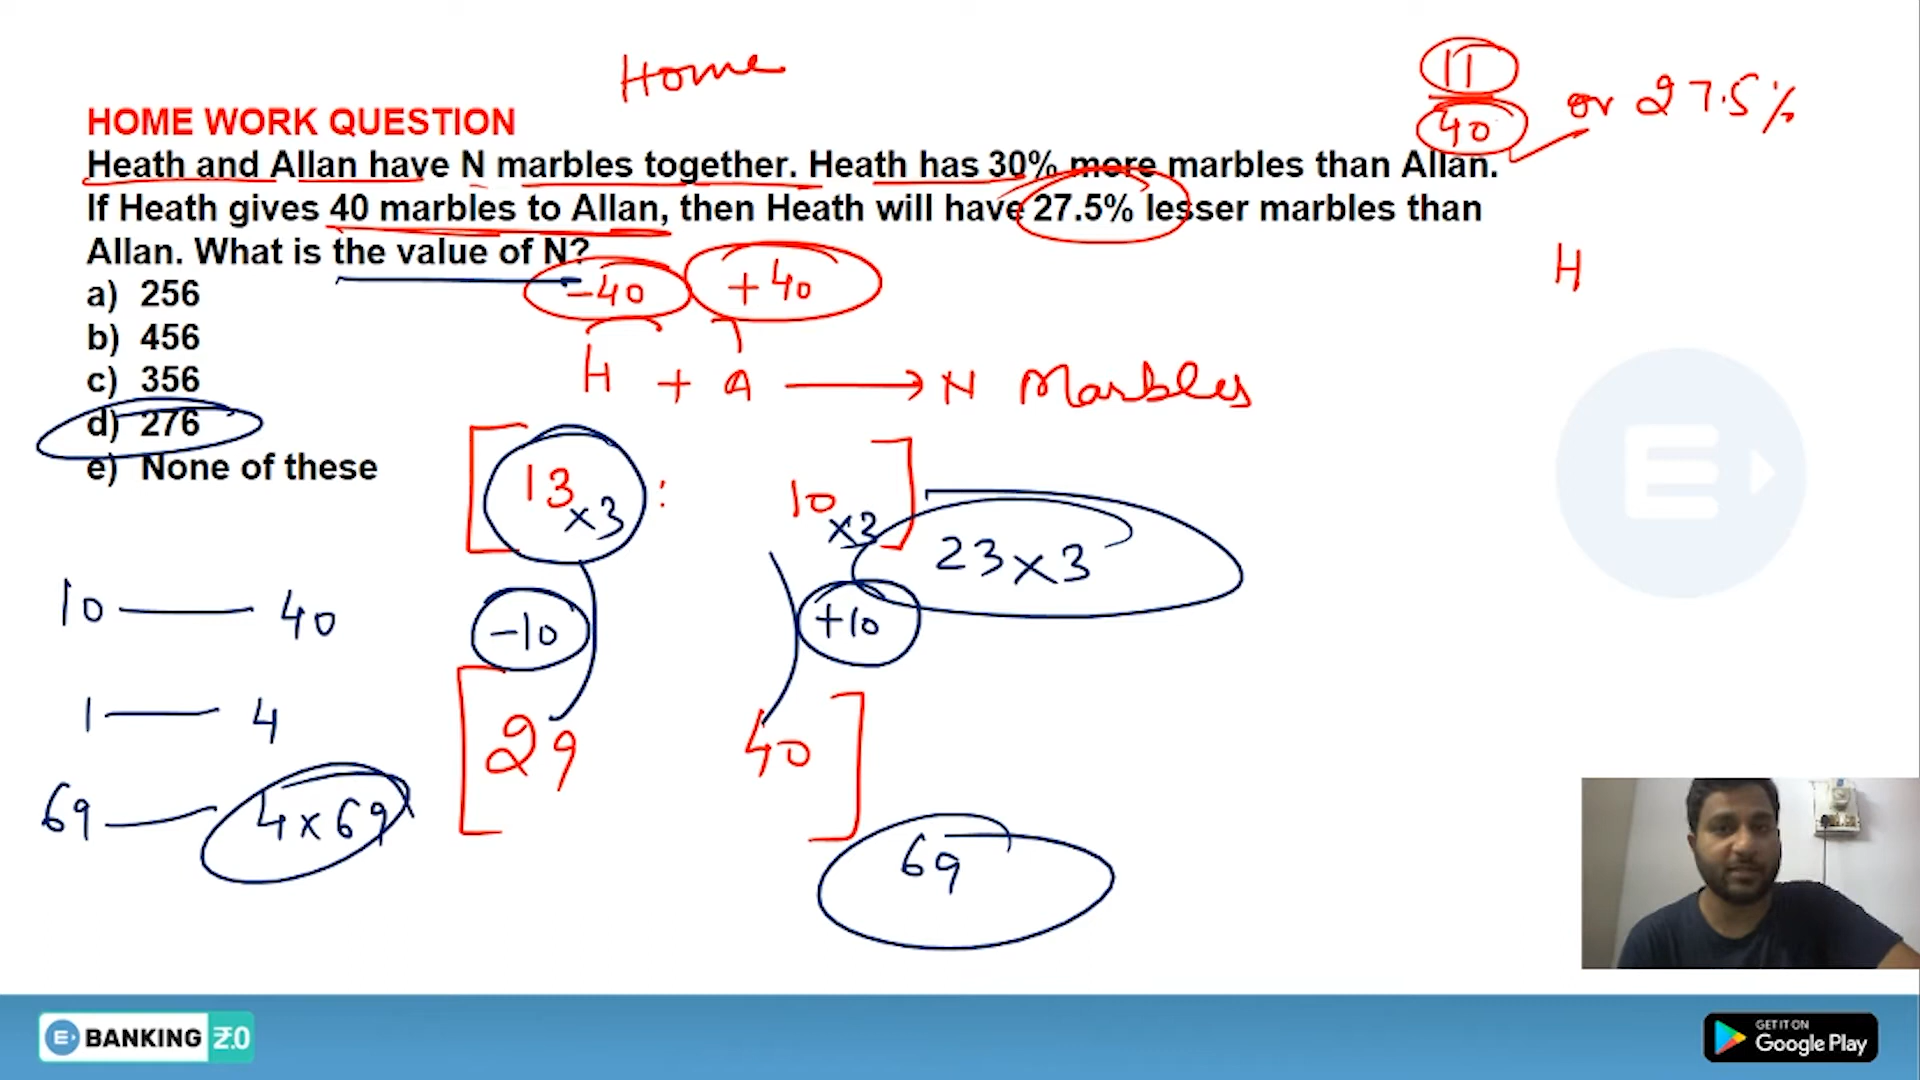 Home
11
40 or 27.5%
HOME WORK QUESTION
Heath and Allan have N marbles together. Heath has 30% more marbles than Allan.
If Heath gives 40 marbles to Allan, then Heath will have 27.5% lesser marbles than
Allan. What is the value of N?
H
-40 +40
a) 256
b) 456
H + A → N Marbles
c) 356
d) 276
e) None of these
[13 ×3 : 10 ×3] 23×3
10 — 40
-10 +10
1 — 4
[29 40]
69 — 4×69
69
E BANKING ₹2.0
GET IT ON
Google Play